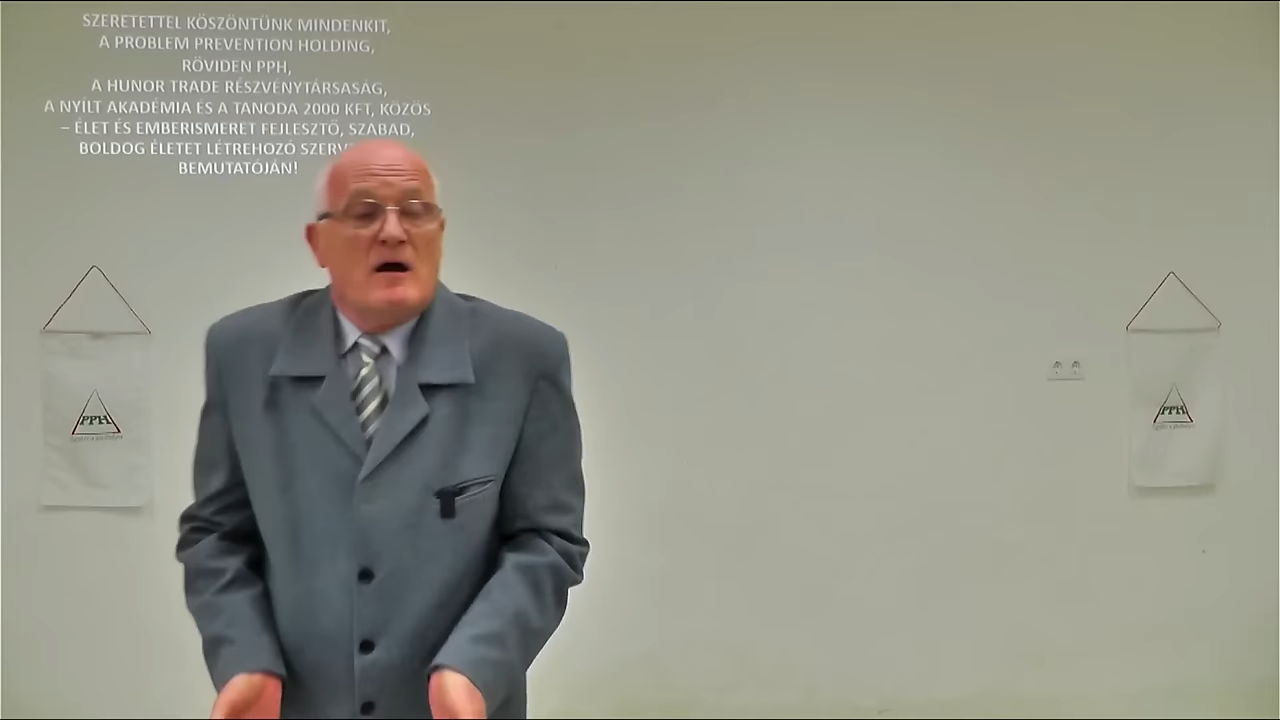 SZERETETTEL KÖSZÖNTÜNK MINDENKIT,
A PROBLEM PREVENTION HOLDING,
RÖVIDEN PPH,
A HUNOR TRADE RÉSZVÉNYTÁRSASÁG,
A NYÍLT AKADÉMIA ÉS A TANODA 2000 KFT, KÖZÖS
– ÉLET ÉS EMBERISMERET FEJLESZTŐ, SZABAD,
BOLDOG ÉLETET LÉTREHOZÓ
BEMUTATÓJÁN!
PPH
PPH